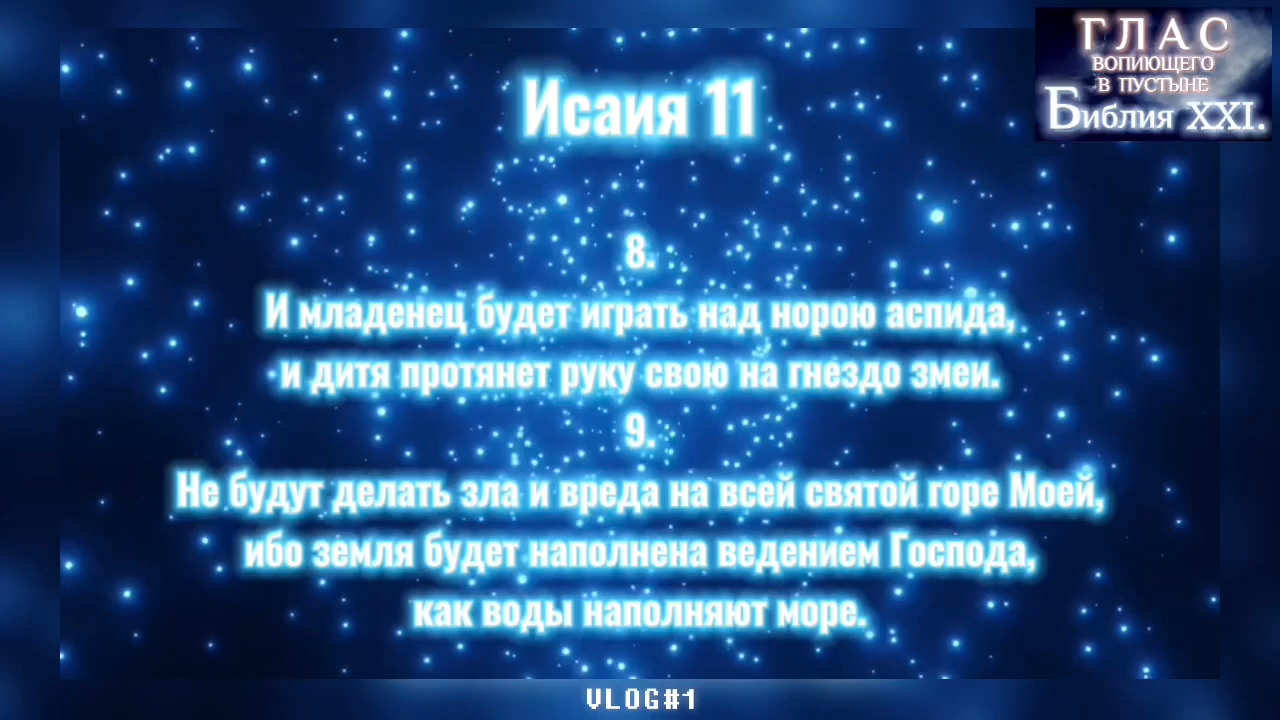 Исаия 11
ГЛАС
ВОПИЮЩЕГО
В ПУСТЫНЕ
Библия XXI.
8.
И младенец будет играть над норою аспида,
и дитя протянет руку свою на гнездо змеи.
9.
Не будут делать зла и вреда на всей святой горе Моей,
ибо земля будет наполнена ведением Господа,
как воды наполняют море.
VLOG#1